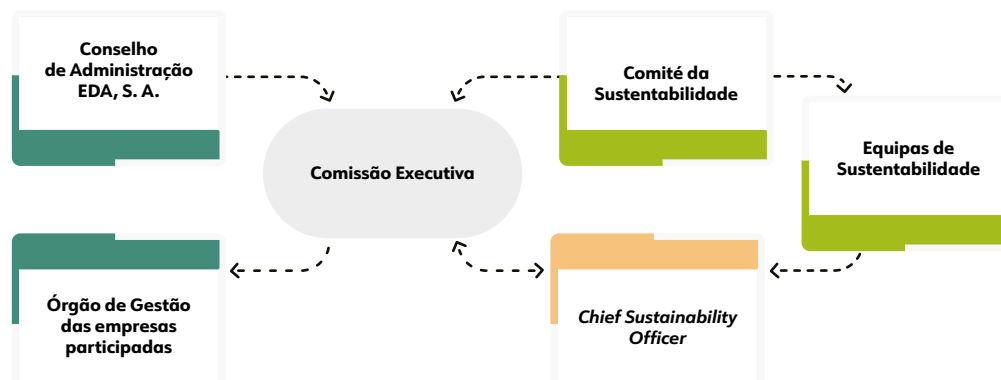 Conselho
de Administração
EDA, S. A.
Comité da
Sustentabilidade
Equipas de
Sustentabilidade
Comissão Executiva
Órgão de Gestão
das empresas
participadas
Chief Sustainability
Officer